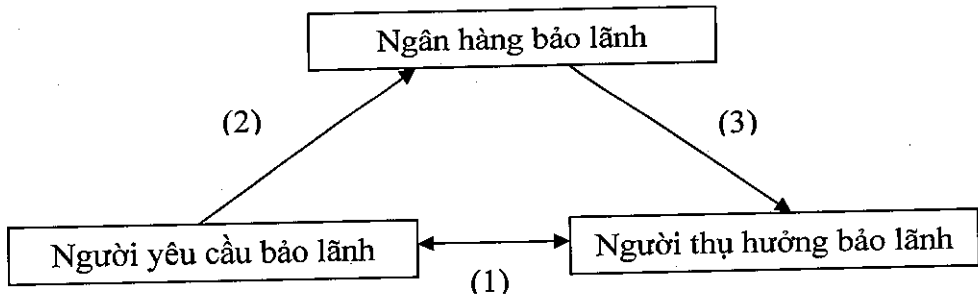 Ngân hàng bảo lãnh
(2)
(3)
Người yêu cầu bảo lãnh
Người thụ hưởng bảo lãnh
(1)